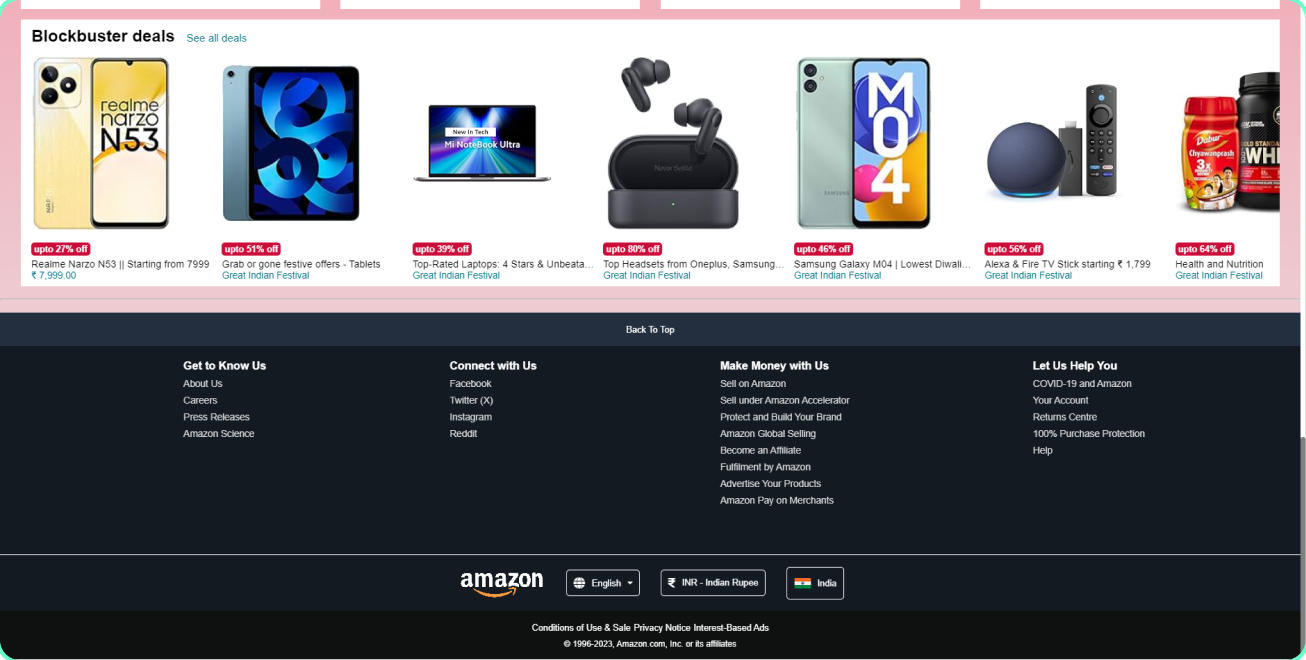 Blockbuster deals See all deals
realme
narzo
N53
New In Tech
Mi NoteBook Ultra
Never Settle
SAMSUNG
M04
Dabur
Chyawanprash
3x
GOLD STANDA
100% WHE
upto 27% off
Realme Narzo N53 || Starting from 7999
₹ 7,999.00
upto 51% off
Grab or gone festive offers - Tablets
Great Indian Festival
upto 39% off
Top-Rated Laptops: 4 Stars & Unbeata...
Great Indian Festival
upto 80% off
Top Headsets from Oneplus, Samsung...
Great Indian Festival
upto 46% off
Samsung Galaxy M04 | Lowest Diwali...
Great Indian Festival
upto 56% off
Alexa & Fire TV Stick starting ₹ 1,799
Great Indian Festival
upto 64% off
Health and Nutrition
Great Indian Festival
Back To Top
Get to Know Us
About Us
Careers
Press Releases
Amazon Science
Connect with Us
Facebook
Twitter (X)
Instagram
Reddit
Make Money with Us
Sell on Amazon
Sell under Amazon Accelerator
Protect and Build Your Brand
Amazon Global Selling
Become an Affiliate
Fulfilment by Amazon
Advertise Your Products
Amazon Pay on Merchants
Let Us Help You
COVID-19 and Amazon
Your Account
Returns Centre
100% Purchase Protection
Help
amazon English ₹ INR - Indian Rupee India
Conditions of Use & Sale Privacy Notice Interest-Based Ads
© 1996-2023, Amazon.com, Inc. or its affiliates